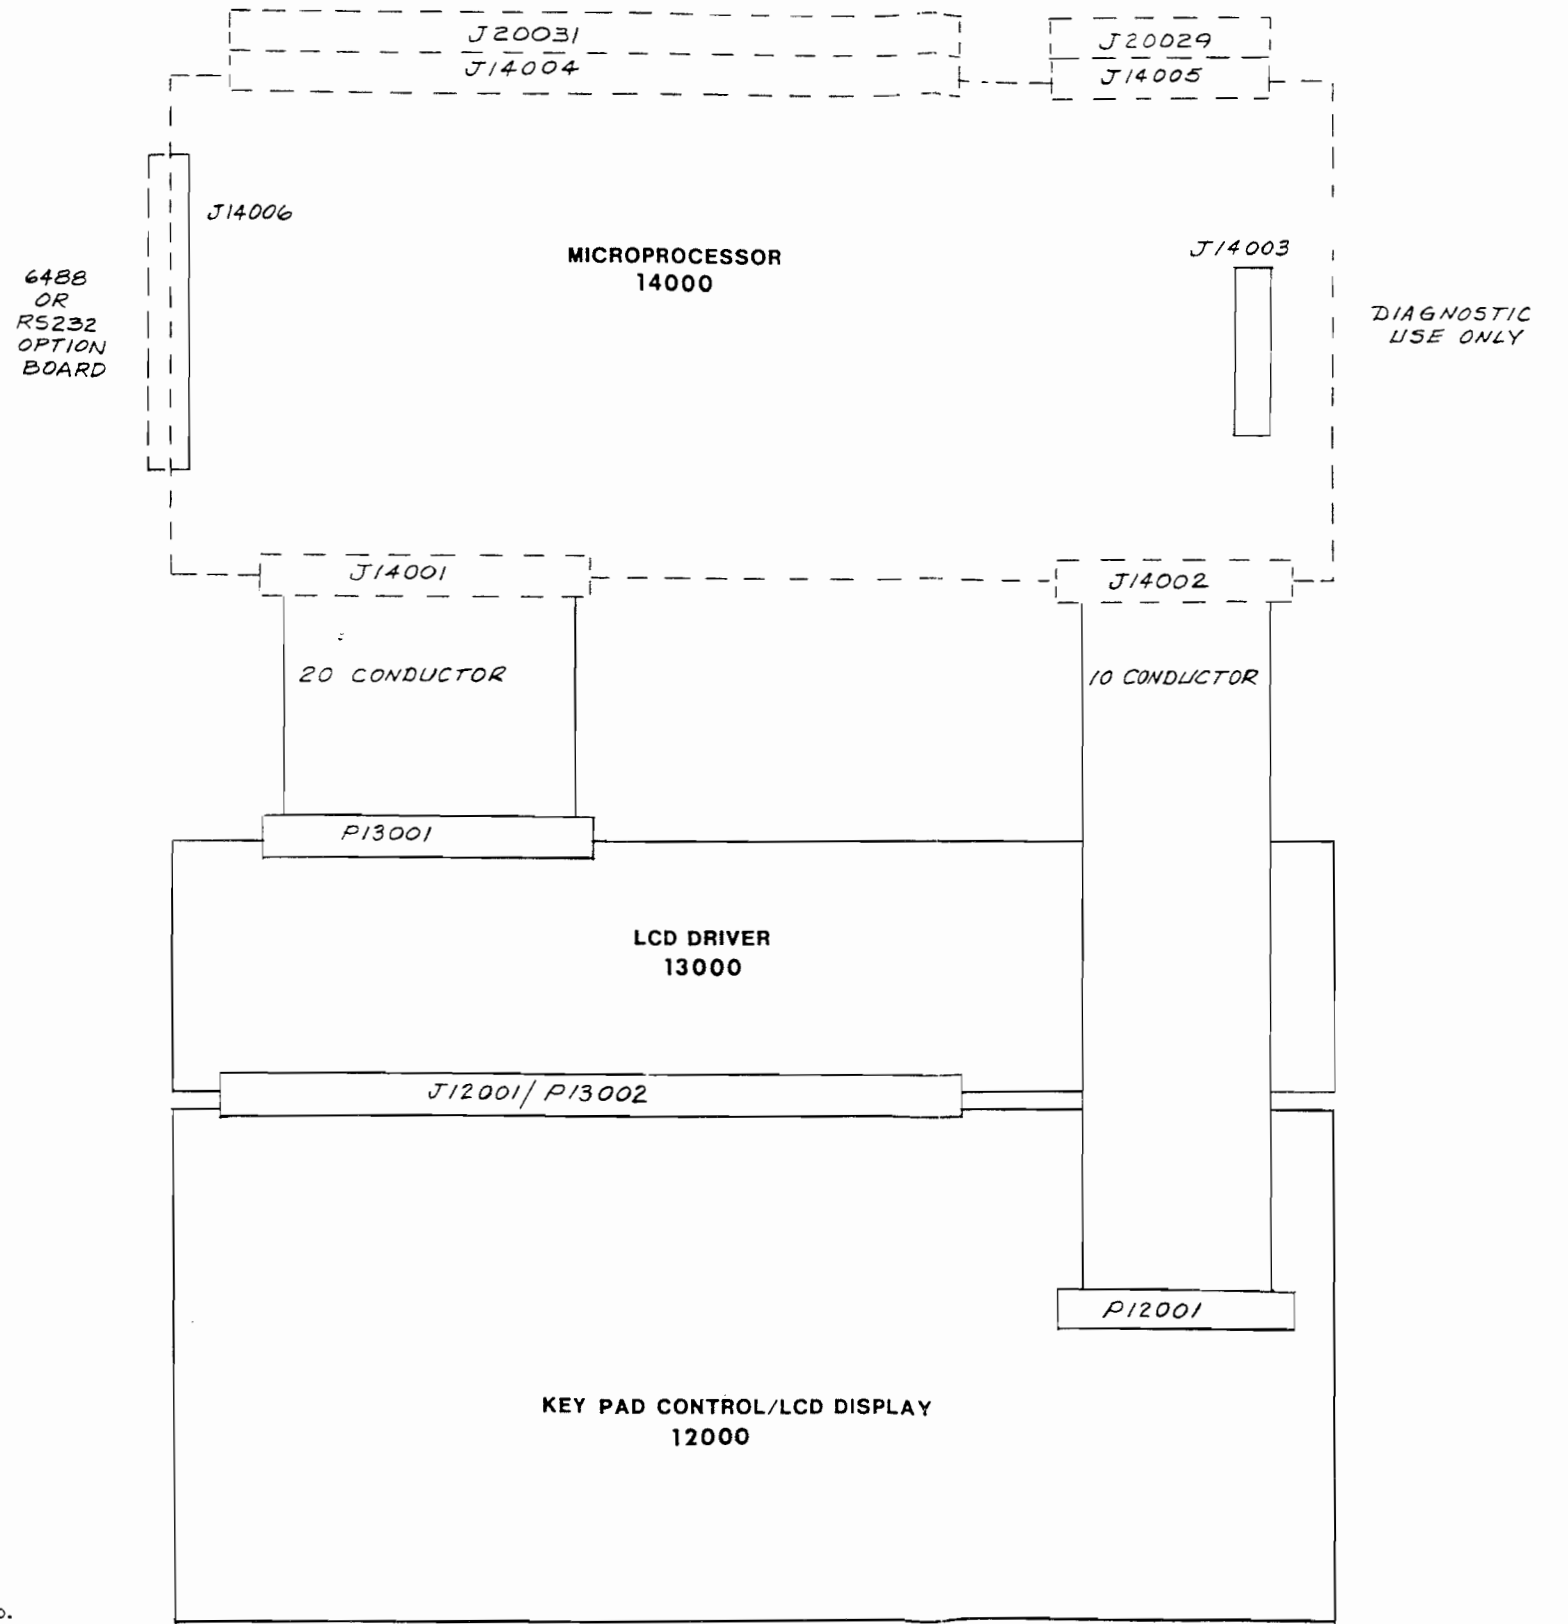 J20031
J20029
J14004
J14005
J14006
MICROPROCESSOR
14000
J14003
6488
OR
RS232
OPTION
BOARD
DIAGNOSTIC
USE ONLY
J14001
J14002
20 CONDUCTOR
10 CONDUCTOR
P13001
LCD DRIVER
13000
J12001/P13002
P12001
KEY PAD CONTROL/LCD DISPLAY
12000